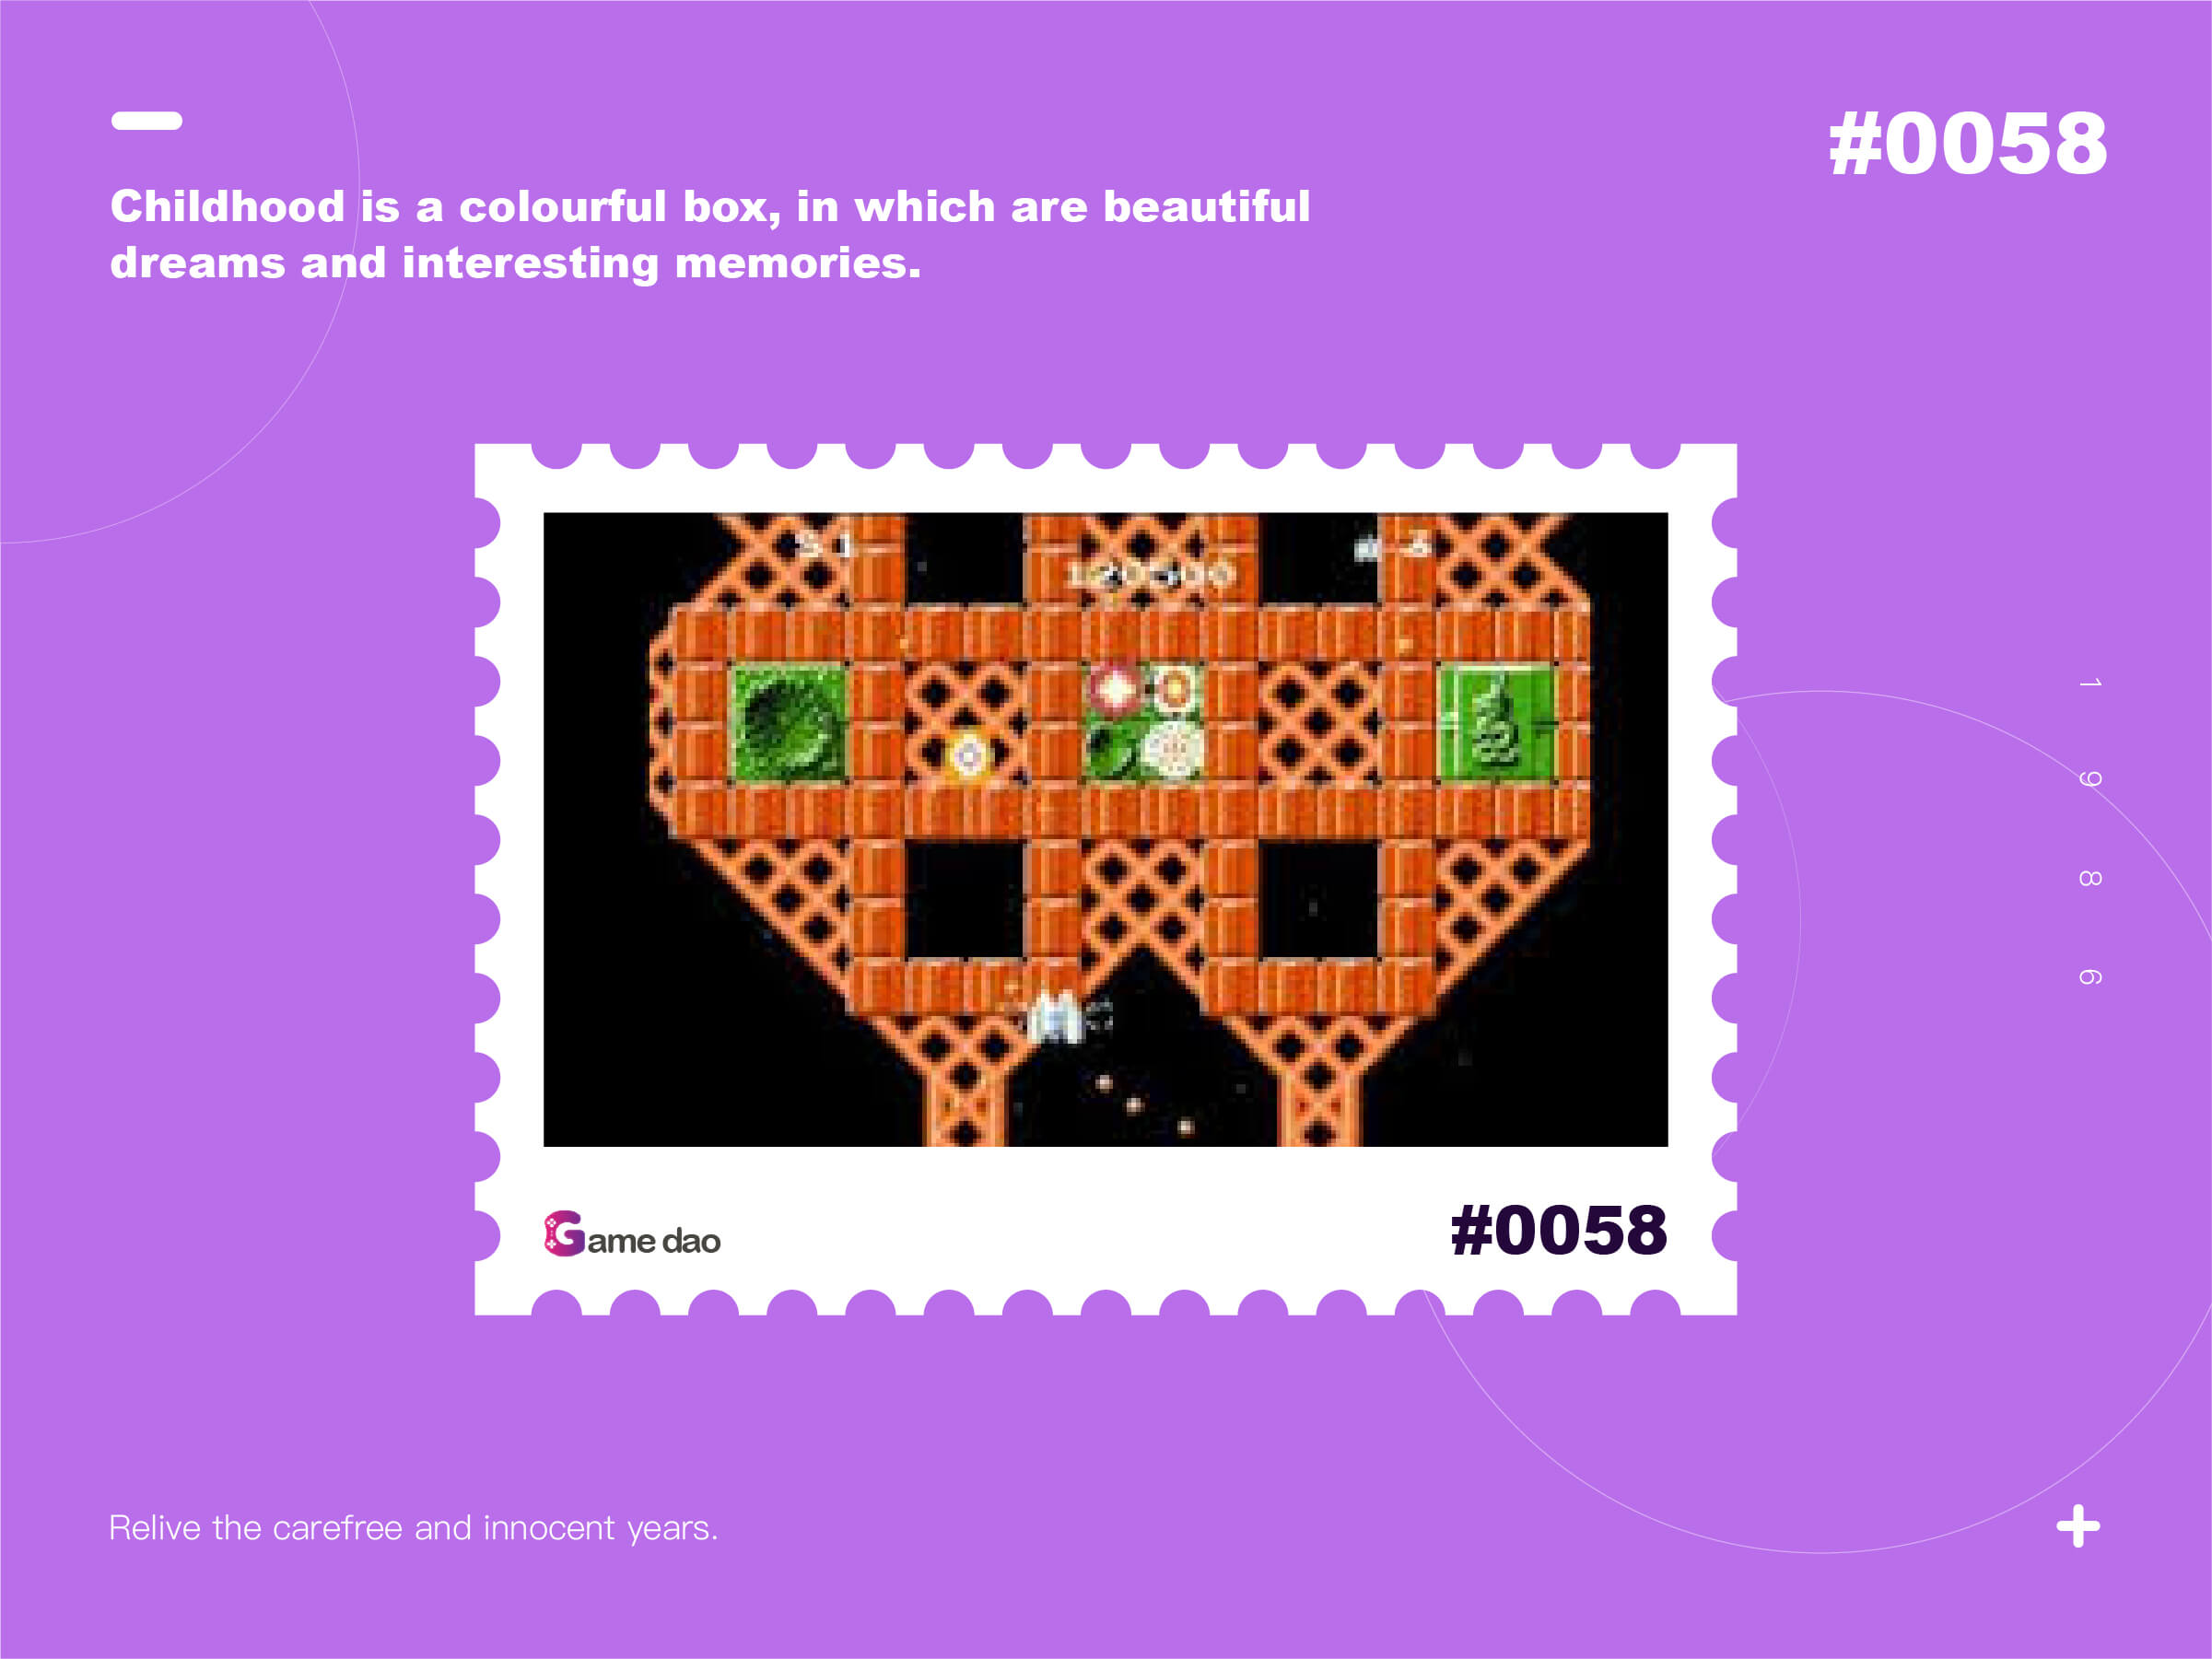 #0058
Childhood is a colourful box, in which are beautiful
dreams and interesting memories.
1 9 8 6
Game dao
#0058
Relive the carefree and innocent years.